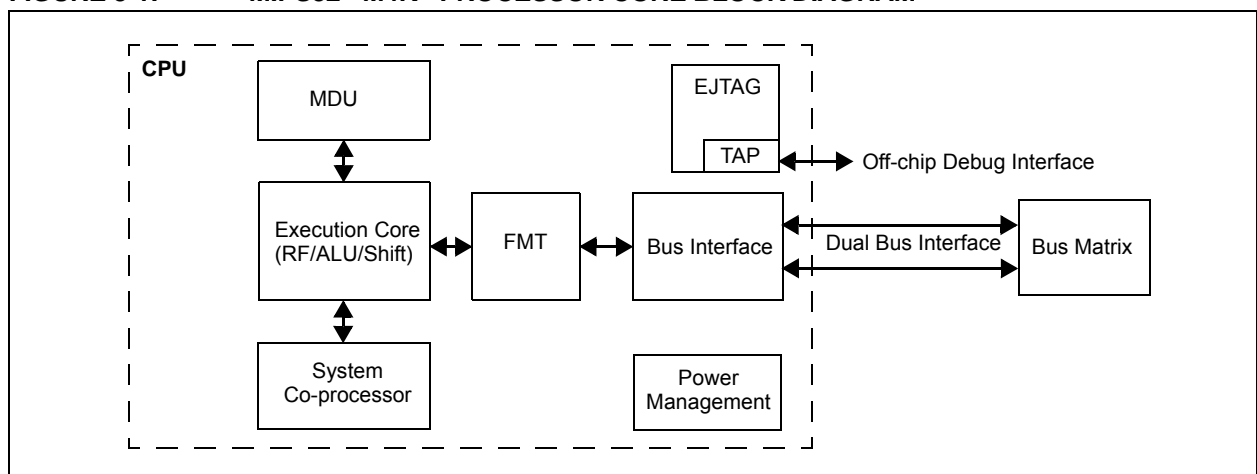 CPU
MDU
EJTAG
TAP
Off-chip Debug Interface
Execution Core
(RF/ALU/Shift)
FMT
Bus Interface
Dual Bus Interface
Bus Matrix
System
Co-processor
Power
Management